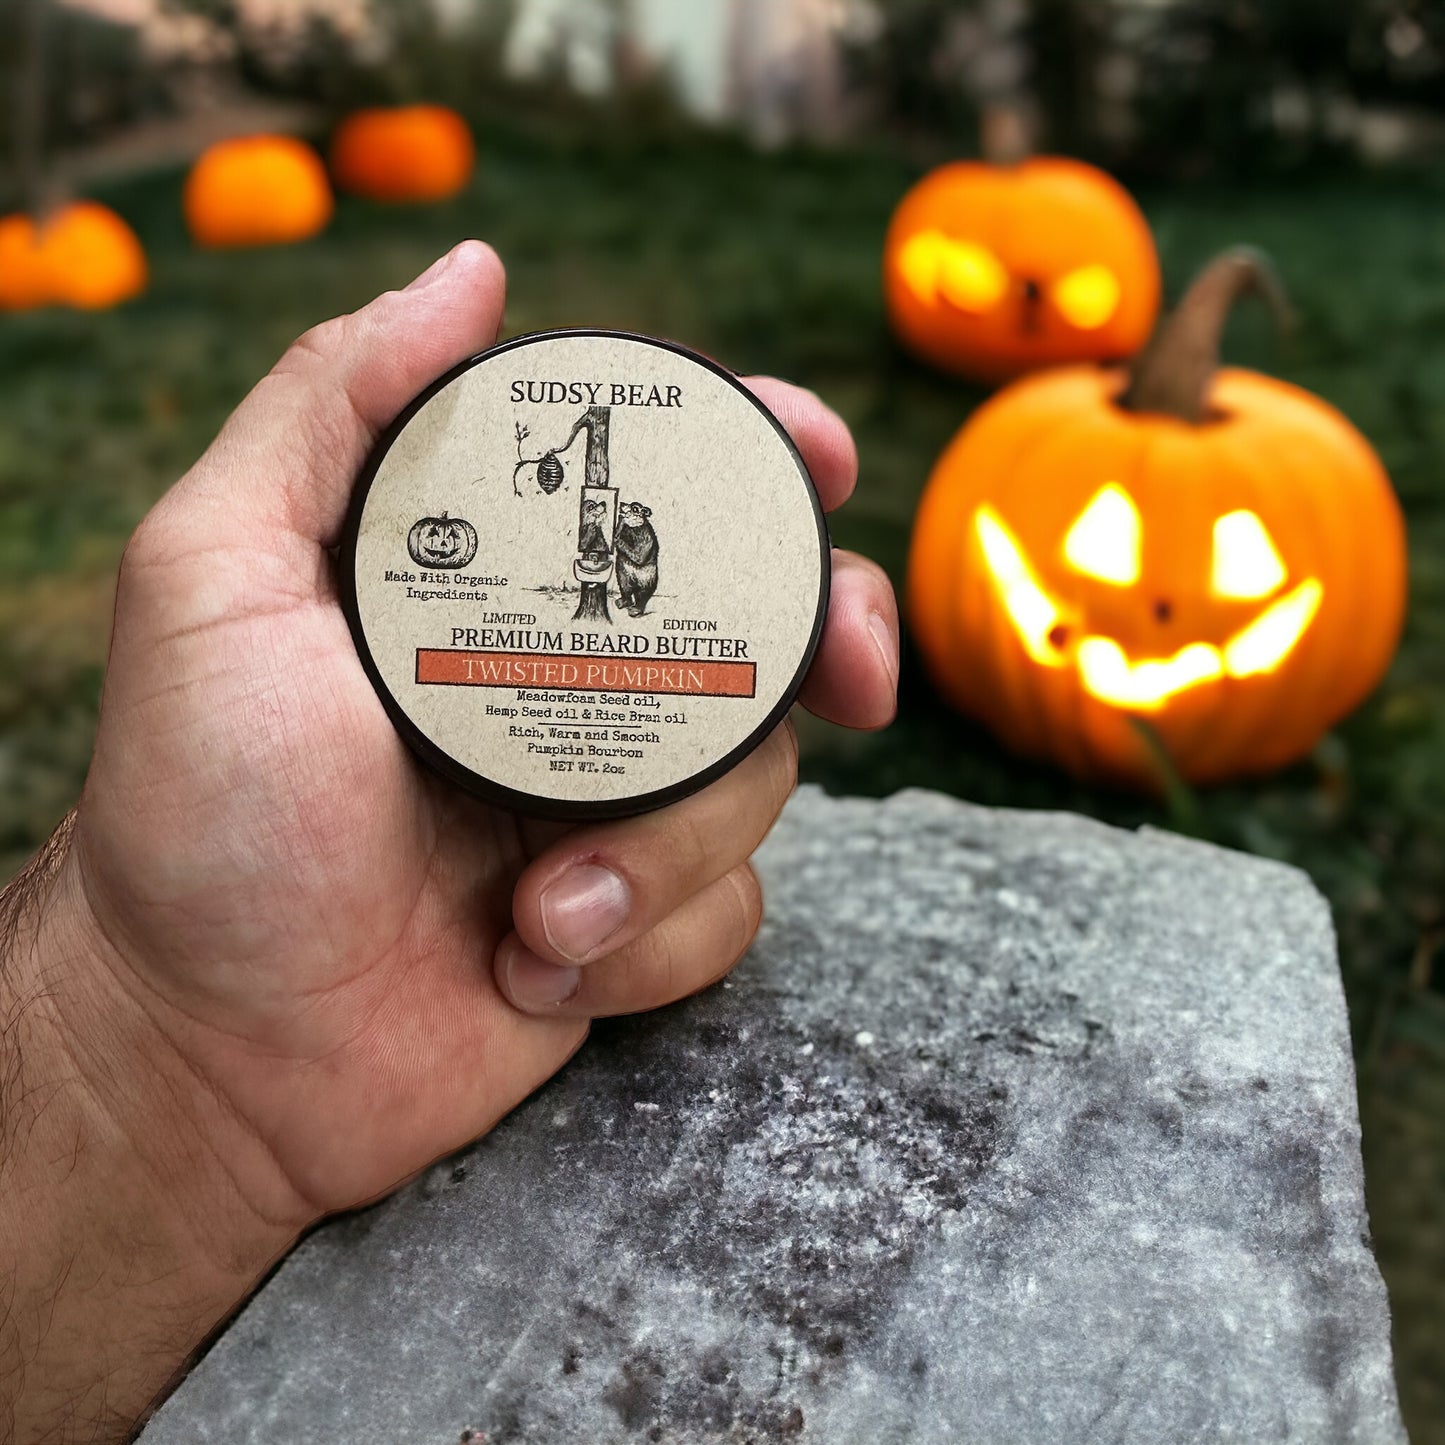 SUDSY BEAR
Made With Organic
Ingredients
LIMITED EDITION
PREMIUM BEARD BUTTER
TWISTED PUMPKIN
Meadowfoam Seed oil,
Hemp Seed oil & Rice Bran oil
Rich, Warm and Smooth
Pumpkin Bourbon
NET WT. 2oz